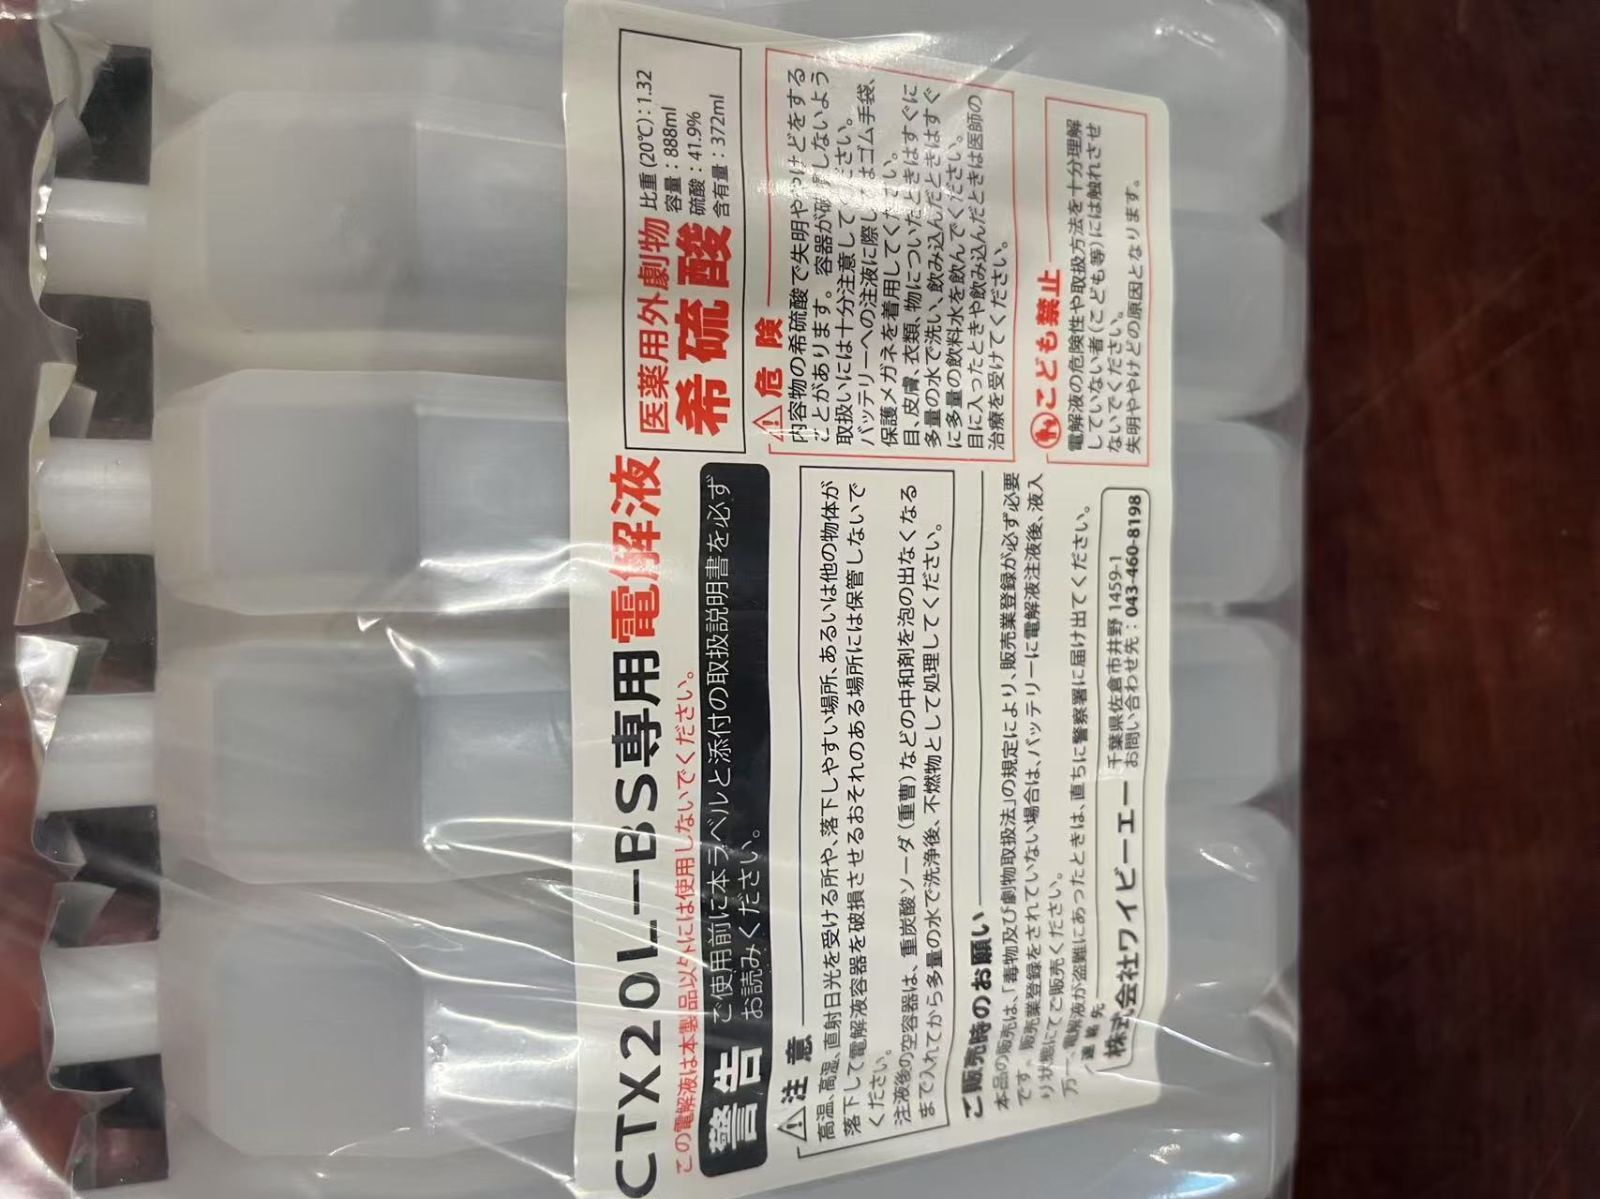 CTX20L-BS専用電解液
この電解液は本製品以外には使用しないでください。
医薬用外劇物
希硫酸
比重(20℃):1.32
容量:888ml
硫酸:41.9%
含有量:372ml
警告
ご使用前に本ラベルと添付の取扱説明書を必ず
お読みください。
⚠注 意
高温、高湿、直射日光を受ける所や、落下しやすい場所、あるいは他の物体が
落下して電解液容器を破損させるおそれのある場所には保管しないで
ください。
注液後の空容器は、重炭酸ソーダ(重曹)などの中和剤を泡の出なくなる
まで入れてから多量の水で洗浄後、不燃物として処理してください。
ご販売時のお願い
本品の販売は、「毒物及び劇物取扱法」の規定により、販売業登録が必ず必要
です。販売業登録をされていない場合は、バッテリーに電解液注液後、液入
り状態にてご販売ください。
万一、電解液が盗難にあったときは、直ちに警察署に届け出てください。
連 絡 先
株式会社ワイビーエー
千葉県佐倉市井野 1459-1
お問い合わせ先:043-460-8198
⚠危 険
内容物の希硫酸で失明ややけどをする
ことがあります。容器が破損しないよう
取扱いには十分注意してください。
バッテリーへの注液に際してはゴム手袋、
保護メガネを着用してください。
目、皮膚、衣類、物についたときはすぐに
多量の水で洗い、飲み込んだときはすぐ
に多量の飲料水を飲んでください。
目に入ったときや飲み込んだときは医師の
治療を受けてください。
こども禁止
電解液の危険性や取扱方法を十分理解
していない者(こども等)には触れさせ
ないでください。
失明ややけどの原因となります。